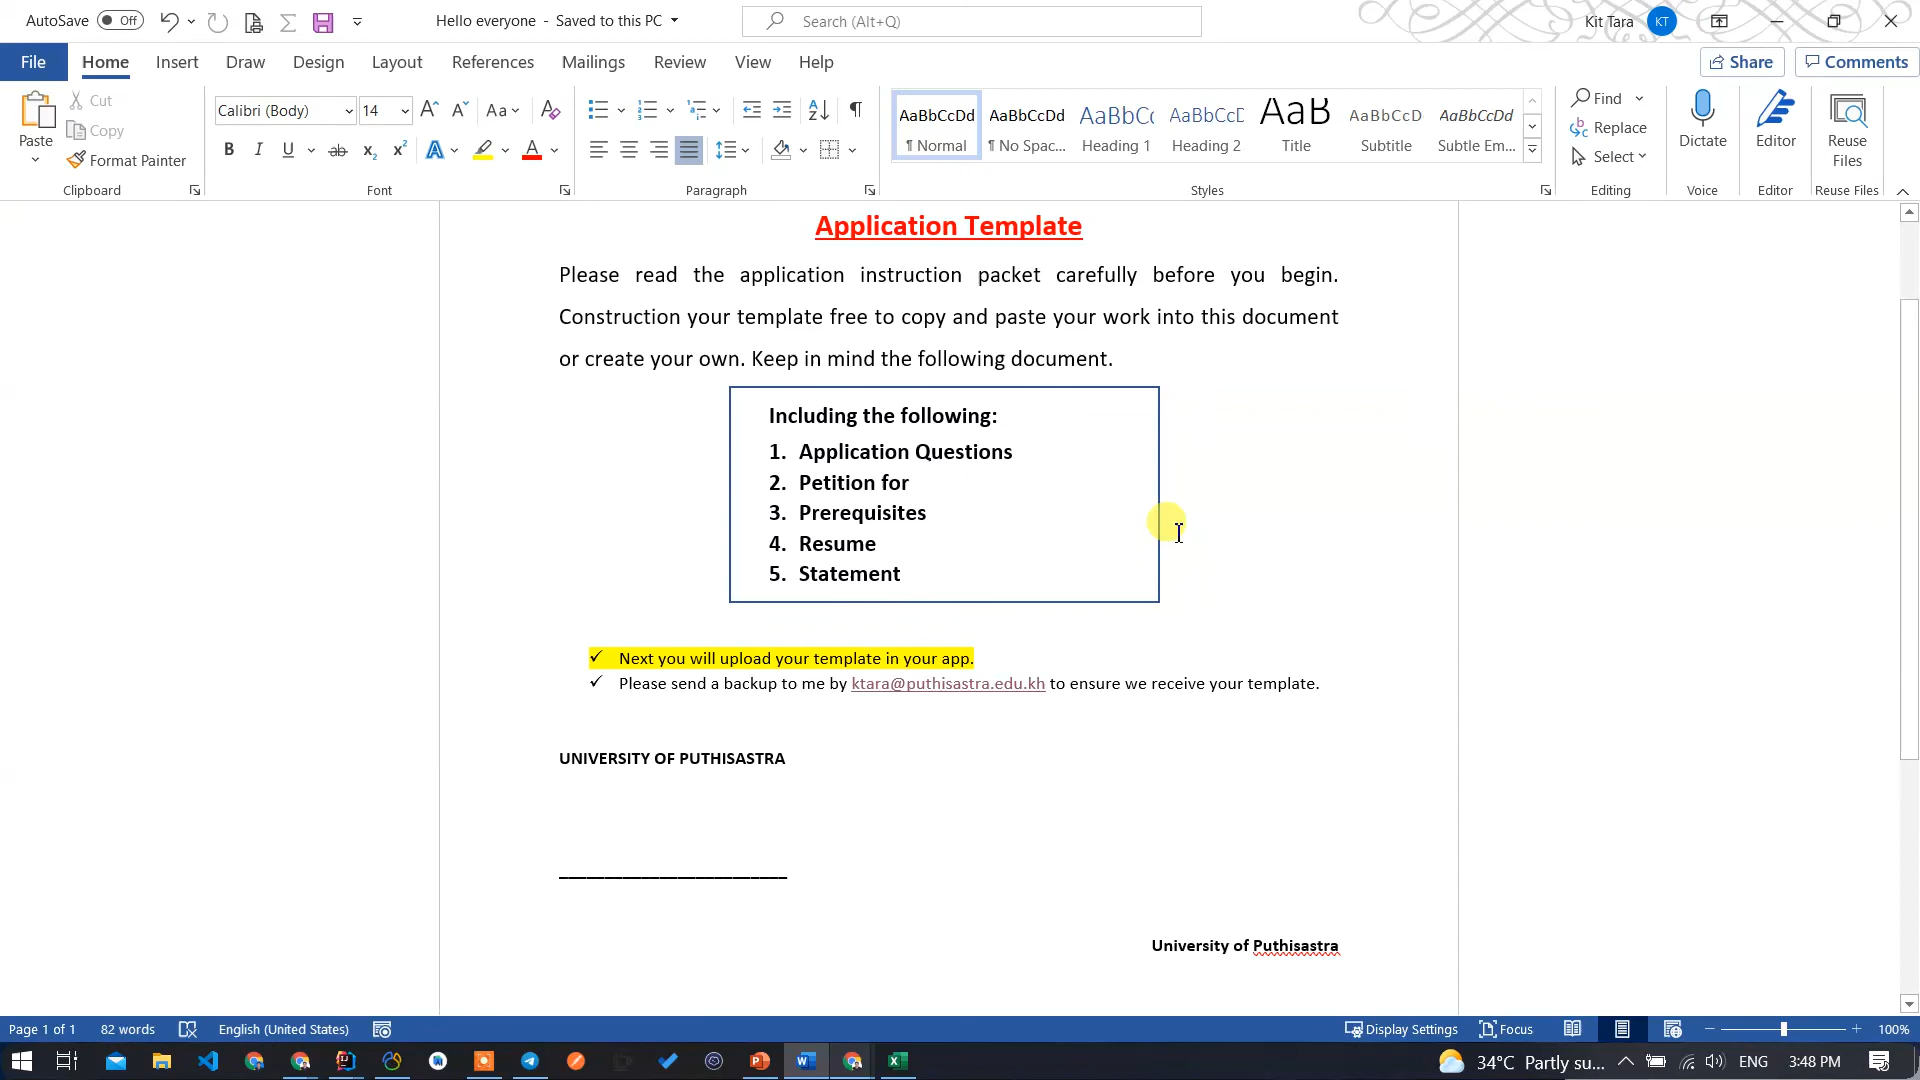 AutoSave Off Hello everyone - Saved to this PC Search (Alt+Q) Kit Tara KT
File Home Insert Draw Design Layout References Mailings Review View Help Share Comments
Paste Cut Copy Format Painter Clipboard
Calibri (Body) 14 Aa Font
Paragraph
AaBbCcDd AaBbCcDd AaBbCc AaBbCcC AaB AaBbCcD AaBbCcDd
¶ Normal ¶ No Spac... Heading 1 Heading 2 Title Subtitle Subtle Em...
Styles
Find Replace Select Editing
Dictate Voice
Editor Editor
Reuse Files Reuse Files
Application Template
Please read the application instruction packet carefully before you begin.
Construction your template free to copy and paste your work into this document
or create your own. Keep in mind the following document.
Including the following:
1. Application Questions
2. Petition for
3. Prerequisites
4. Resume
5. Statement
✓ Next you will upload your template in your app.
✓ Please send a backup to me by ktara@puthisastra.edu.kh to ensure we receive your template.
UNIVERSITY OF PUTHISASTRA
University of Puthisastra
Page 1 of 1 82 words English (United States) Display Settings Focus 100%
34°C Partly su... ENG 3:48 PM